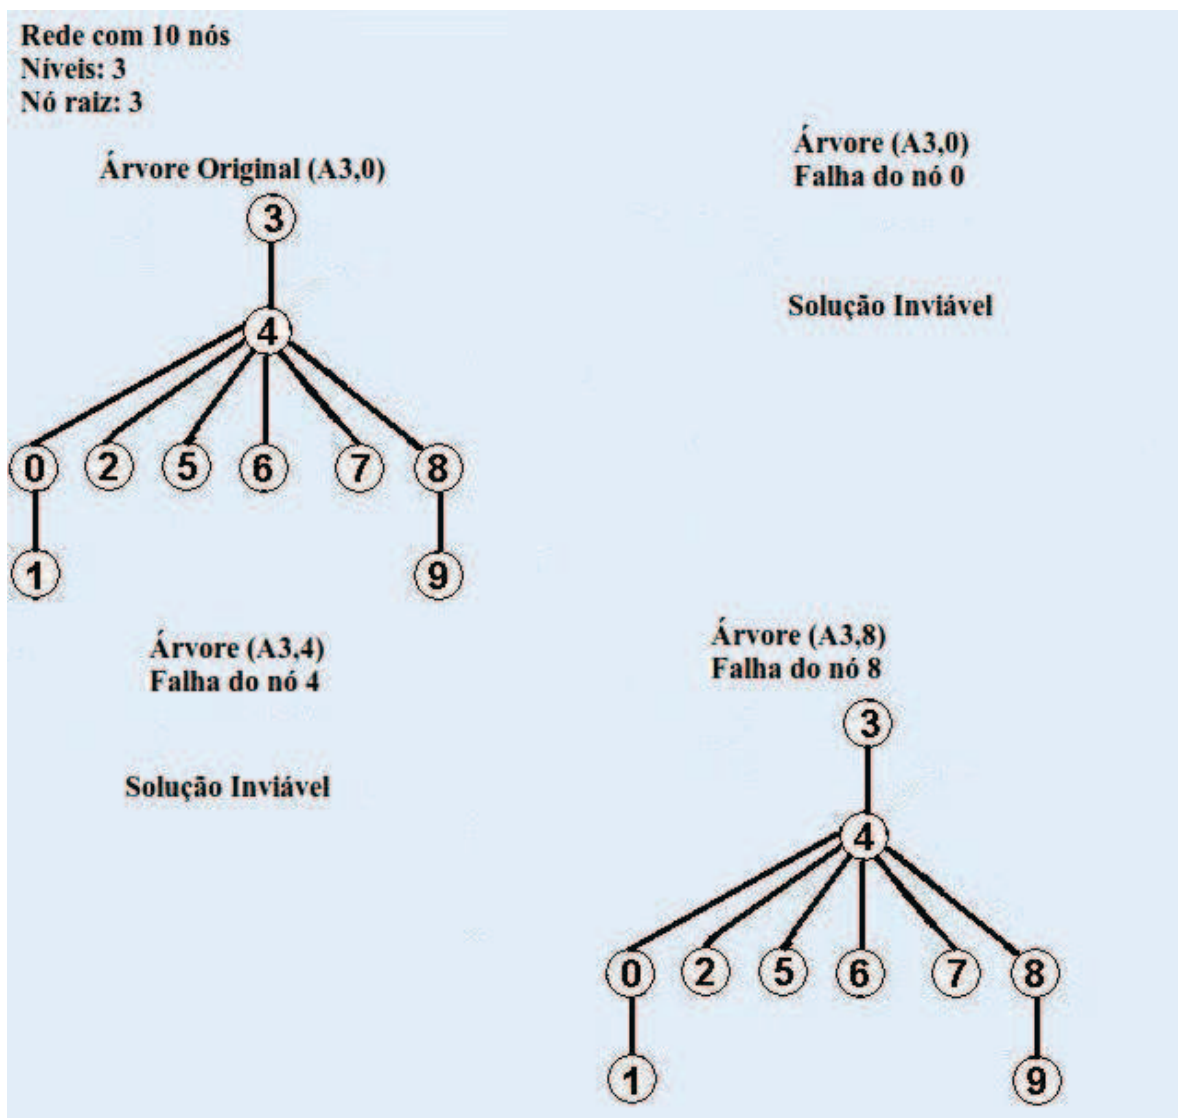 Rede com 10 nós
Níveis: 3
Nó raiz: 3
Árvore Original (A3,0)
3
4
0 2 5 6 7 8
1 9
Árvore (A3,0)
Falha do nó 0
Solução Inviável
Árvore (A3,4)
Falha do nó 4
Solução Inviável
Árvore (A3,8)
Falha do nó 8
3
4
0 2 5 6 7 8
1 9